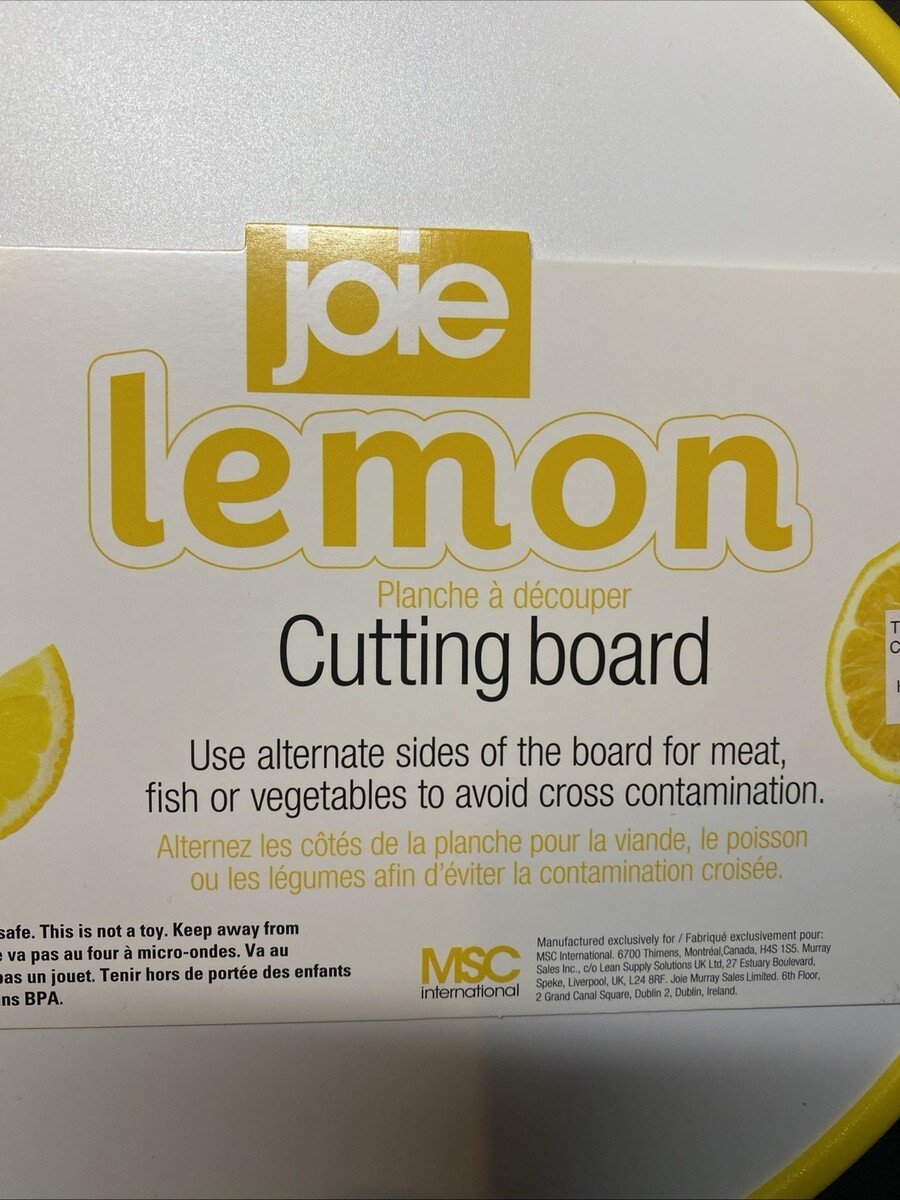 joie
lemon
Planche à découper
Cutting board
Use alternate sides of the board for meat,
fish or vegetables to avoid cross contamination.
Alternez les côtés de la planche pour la viande, le poisson
ou les légumes afin d'éviter la contamination croisée.
safe. This is not a toy. Keep away from
va pas au four à micro-ondes. Va au
pas un jouet. Tenir hors de portée des enfants
BPA.
MSC
international
Manufactured exclusively for / Fabriqué exclusivement pour:
MSC International. 6700 Thimens, Montréal,Canada, H4S 1S5. Murray
Sales Inc., c/o Lean Supply Solutions UK Ltd, 27 Estuary Boulevard,
Speke, Liverpool, UK, L24 8RF. Joie Murray Sales Limited. 6th Floor,
2 Grand Canal Square, Dublin 2, Dublin, Ireland.